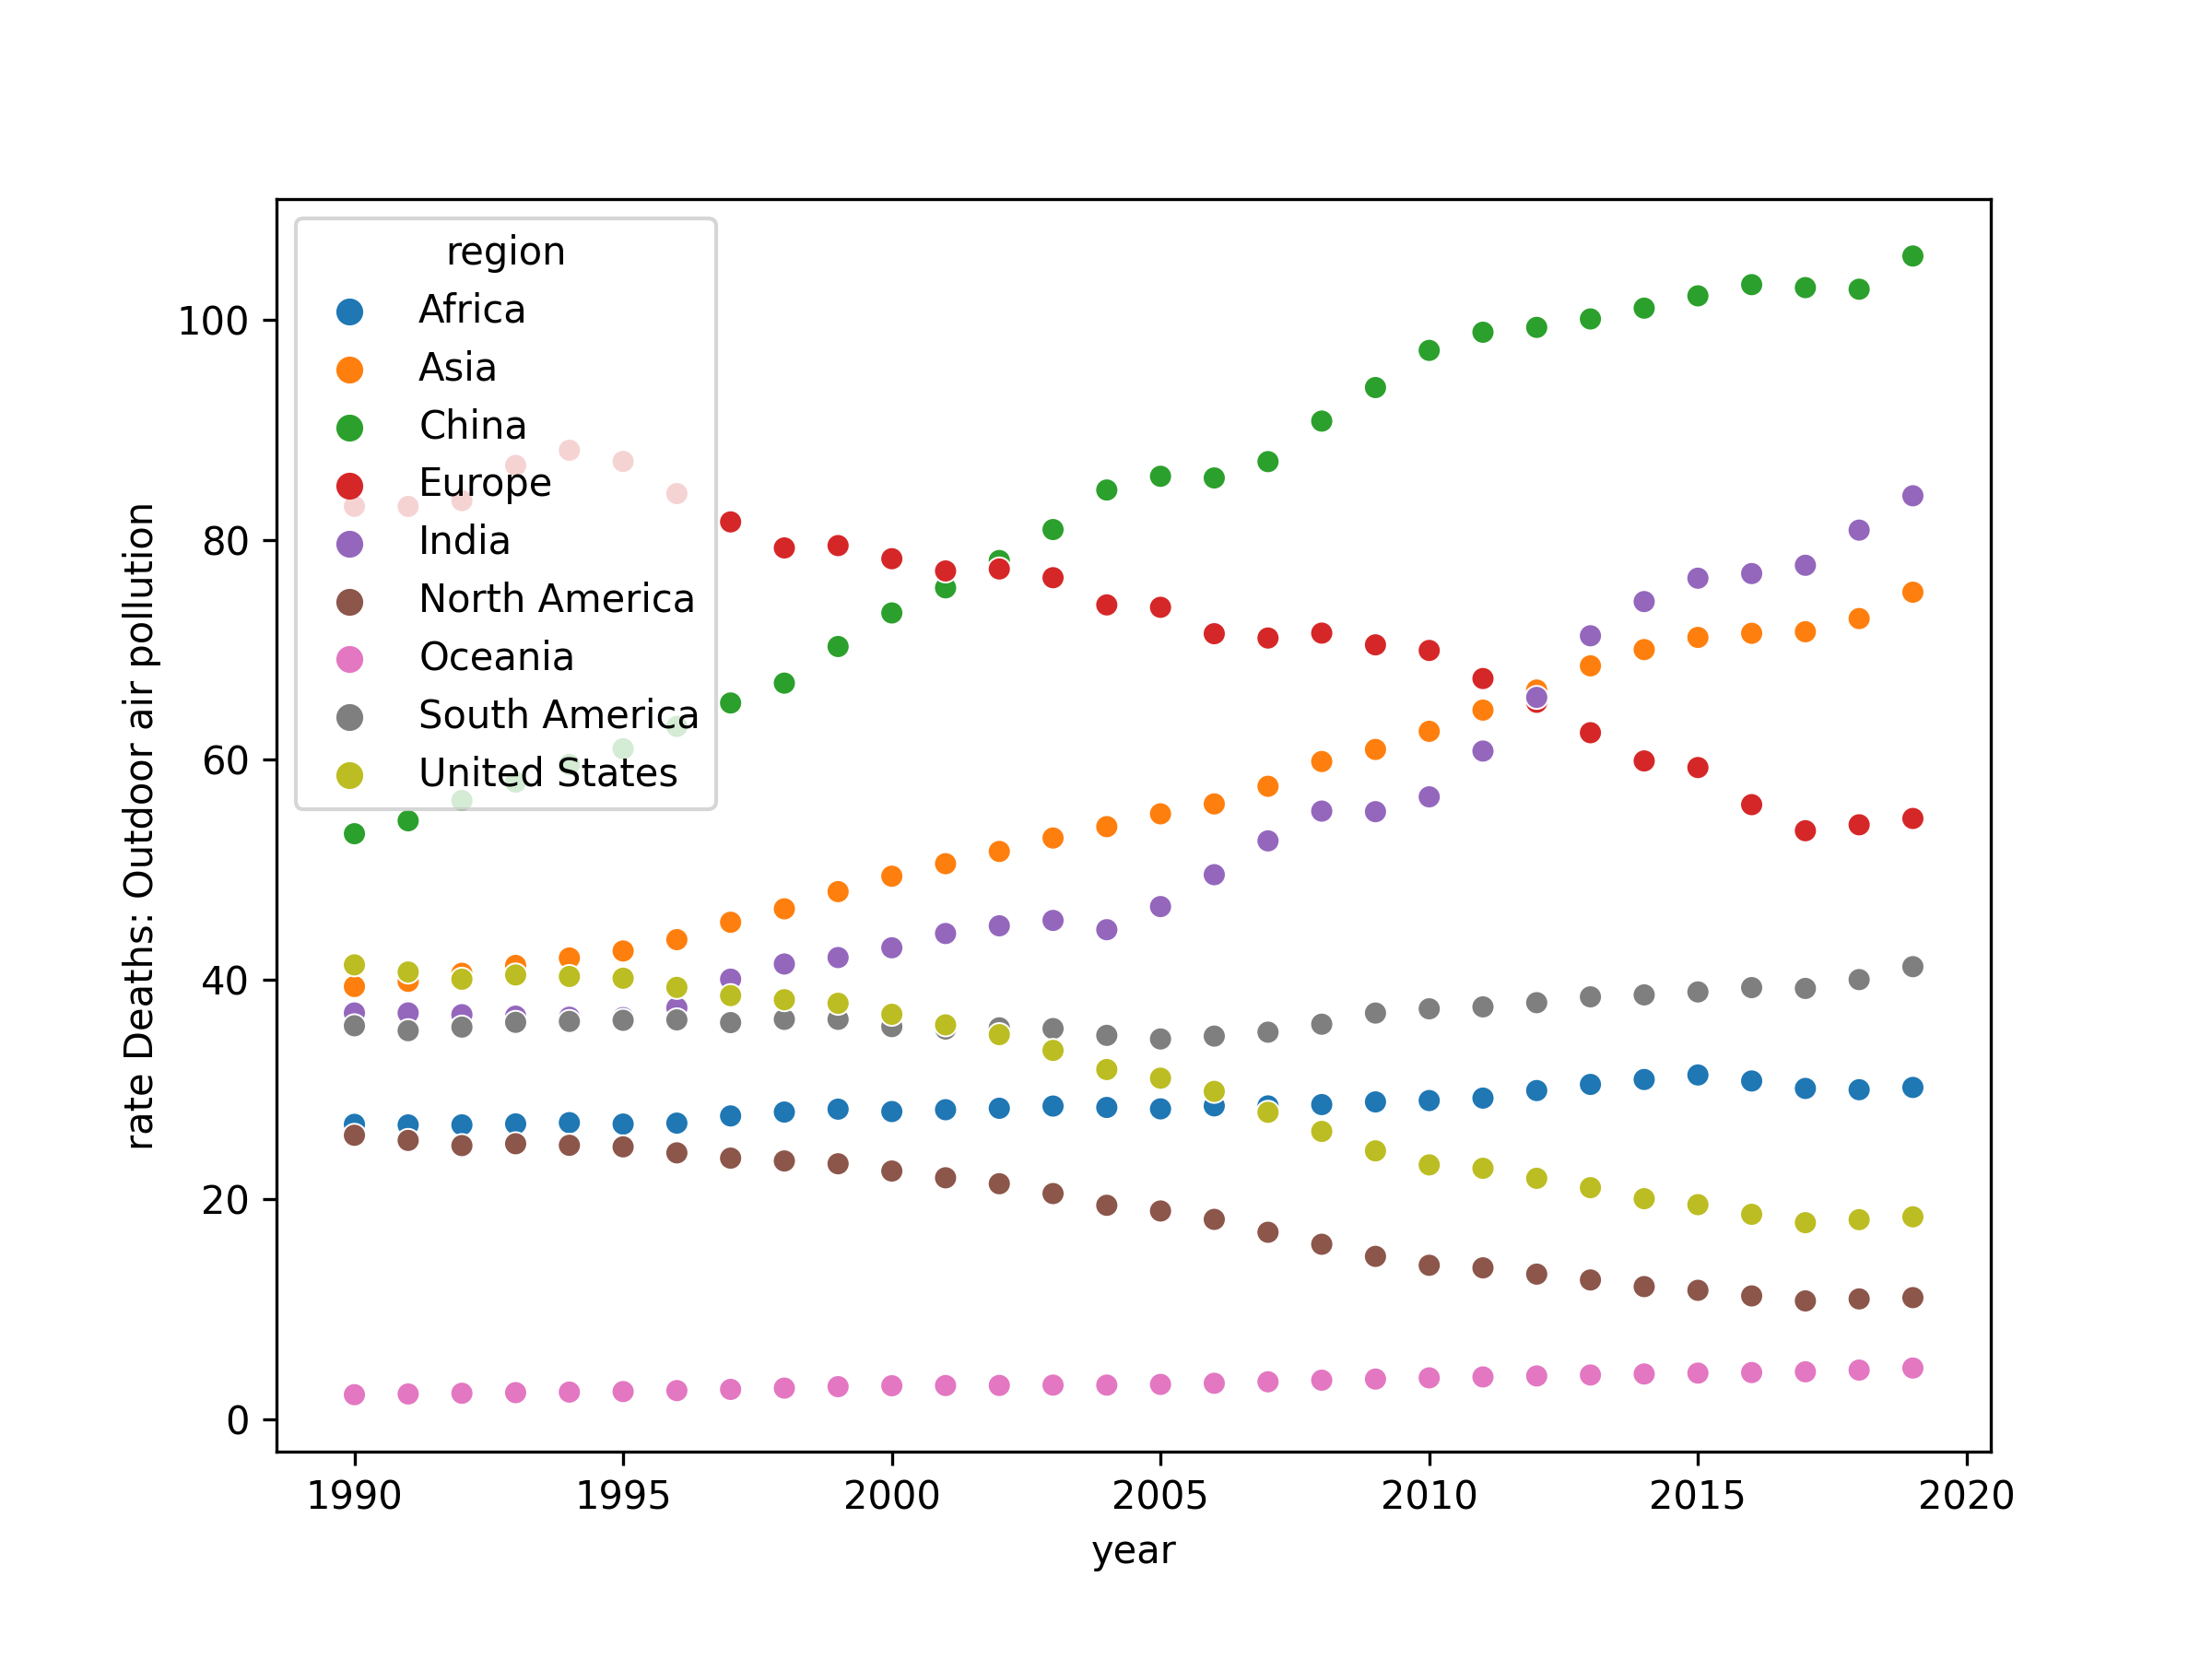 region
Africa
Asia
China
Europe
India
North America
Oceania
South America
United States
rate Deaths: Outdoor air pollution
100
80
60
40
20
0
1990 1995 2000 2005 2010 2015 2020
year